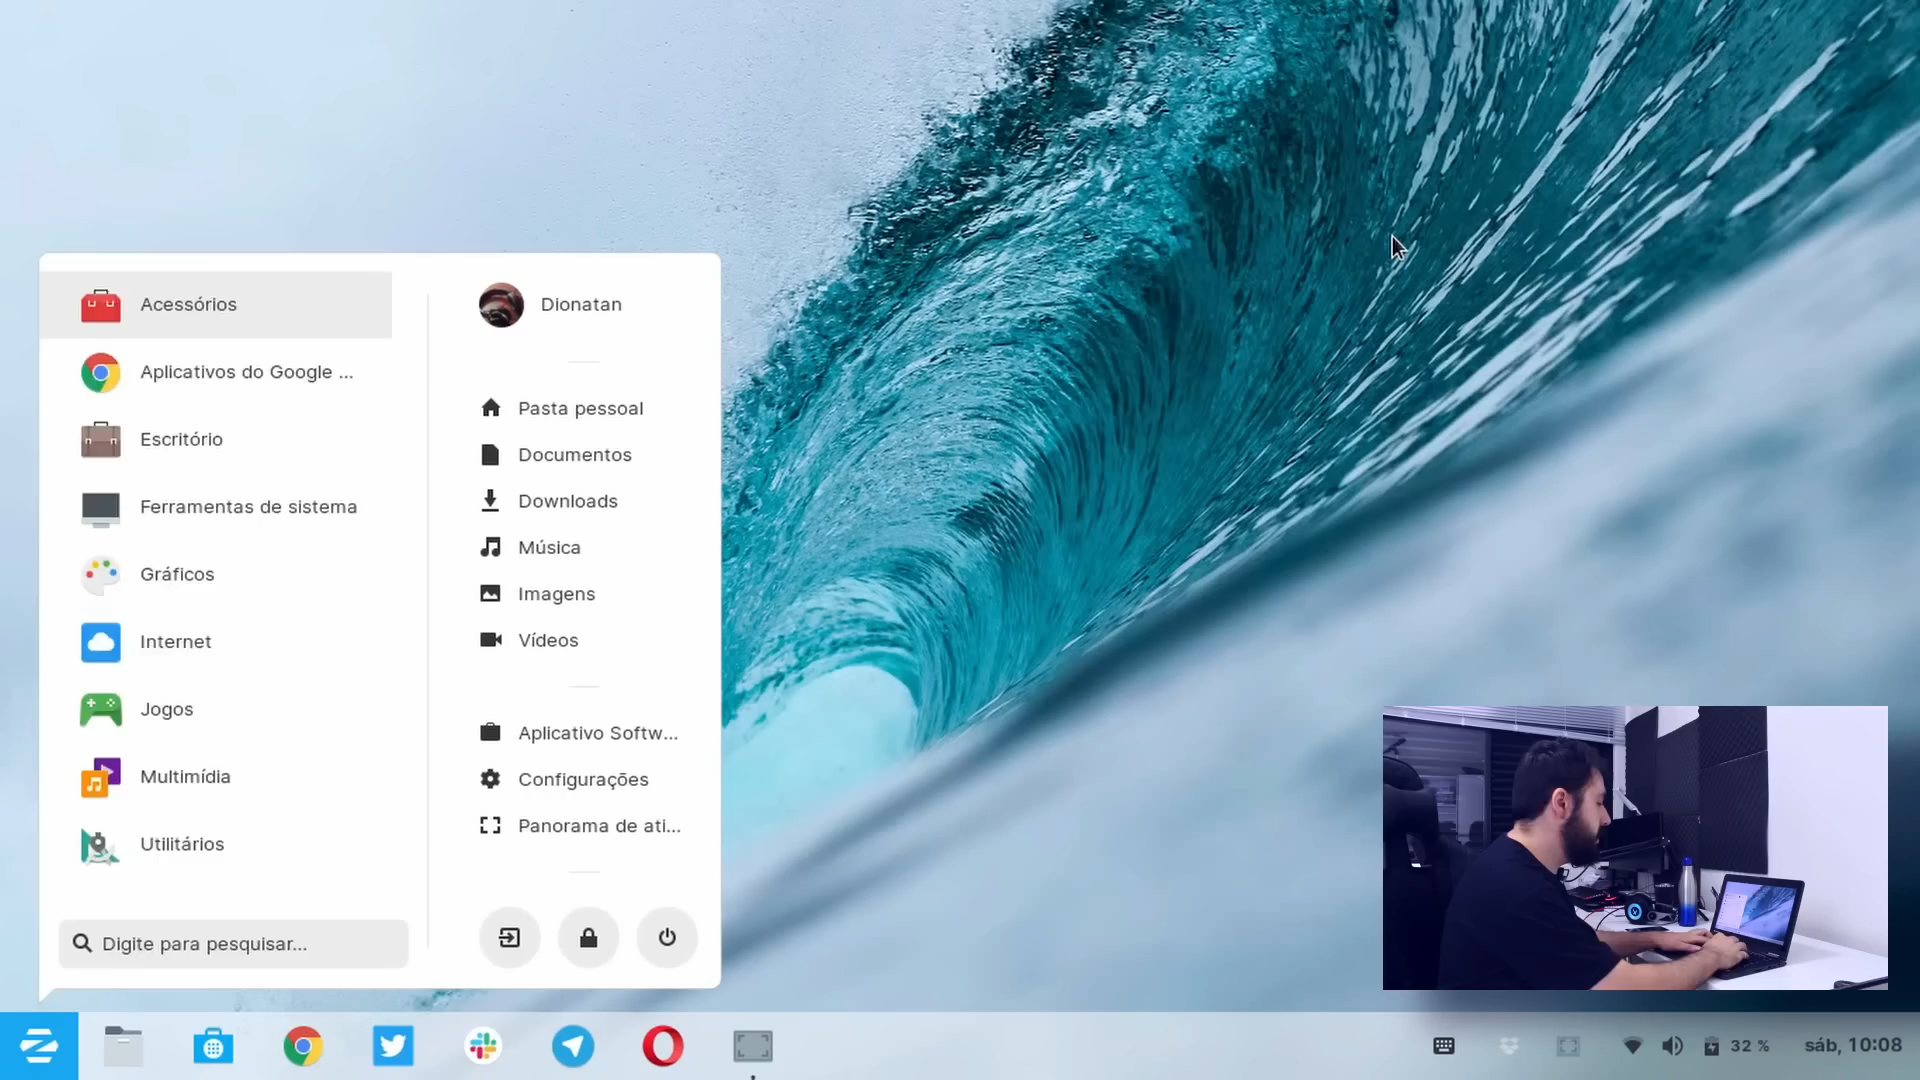 Acessórios
Aplicativos do Google ...
Escritório
Ferramentas de sistema
Gráficos
Internet
Jogos
Multimídia
Utilitários
Digite para pesquisar...
Dionatan
Pasta pessoal
Documentos
Downloads
Música
Imagens
Vídeos
Aplicativo Softw...
Configurações
Panorama de ati...
32 %
sáb, 10:08